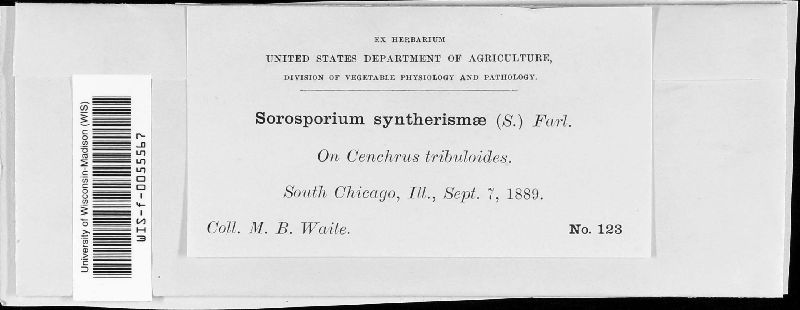 EX HERBARIUM
UNITED STATES DEPARTMENT OF AGRICULTURE,
DIVISION OF VEGETABLE PHYSIOLOGY AND PATHOLOGY.
Sorosporium syntherismæ (S.) Farl.
On Cenchrus tribuloides.
South Chicago, Ill., Sept. 7, 1889.
Coll. M. B. Waite.
No. 123
University of Wisconsin-Madison (WIS)
WIS-f-0055567